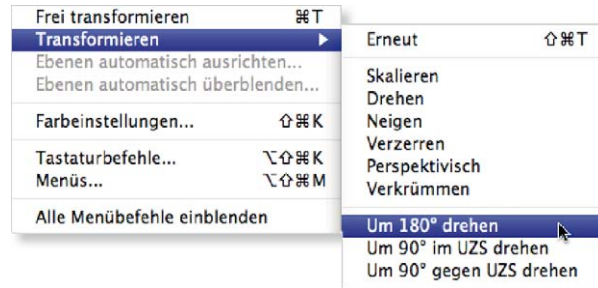 Frei transformieren ⌘T
Transformieren ▶
Ebenen automatisch ausrichten...
Ebenen automatisch überblenden...
Farbeinstellungen... ⇧⌘K
Tastaturbefehle... ⌥⇧⌘K
Menüs... ⌥⇧⌘M
Alle Menübefehle einblenden
Erneut ⇧⌘T
Skalieren
Drehen
Neigen
Verzerren
Perspektivisch
Verkrümmen
Um 180° drehen
Um 90° im UZS drehen
Um 90° gegen UZS drehen